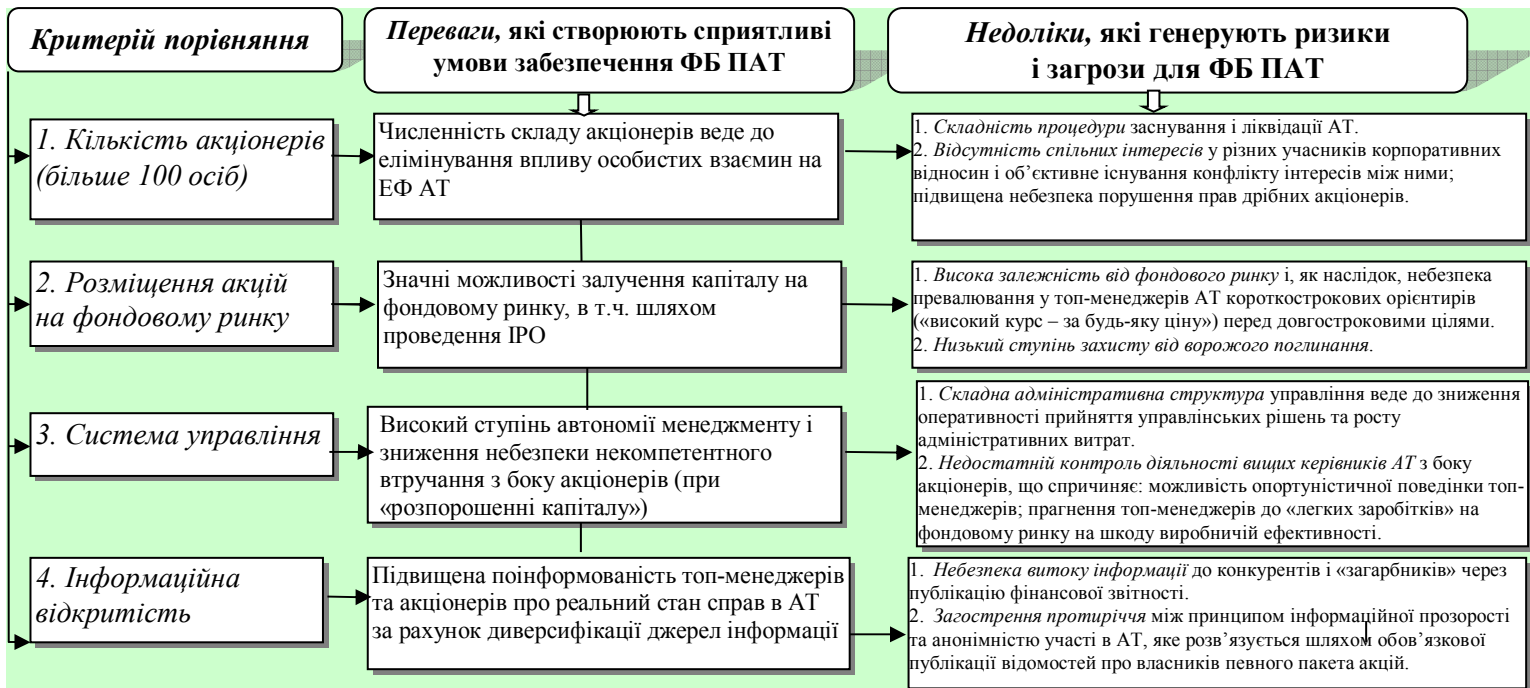 Критерій порівняння
Переваги, які створюють сприятливі
умови забезпечення ФБ ПАТ
Недоліки, які генерують ризики
і загрози для ФБ ПАТ
1. Кількість акціонерів
(більше 100 осіб)
Численність складу акціонерів веде до
елімінування впливу особистих взаємин на
ЕФ АТ
1. Складність процедури заснування і ліквідації АТ.
2. Відсутність спільних інтересів у різних учасників корпоративних
відносин і об’єктивне існування конфлікту інтересів між ними;
підвищена небезпека порушення прав дрібних акціонерів.
2. Розміщення акцій
на фондовому ринку
Значні можливості залучення капіталу на
фондовому ринку, в т.ч. шляхом
проведення IPO
1. Висока залежність від фондового ринку і, як наслідок, небезпека
превалювання у топ-менеджерів АТ короткострокових орієнтирів
(«високий курс – за будь-яку ціну») перед довгостроковими цілями.
2. Низький ступінь захисту від ворожого поглинання.
3. Система управління
Високий ступінь автономії менеджменту і
зниження небезпеки некомпетентного
втручання з боку акціонерів (при
«розпорошенні капіталу»)
1. Складна адміністративна структура управління веде до зниження
оперативності прийняття управлінських рішень та росту
адміністративних витрат.
2. Недостатній контроль діяльності вищих керівників АТ з боку
акціонерів, що спричиняє: можливість опортуністичної поведінки топ-
менеджерів; прагнення топ-менеджерів до «легких заробітків» на
фондовому ринку на шкоду виробничій ефективності.
4. Інформаційна
відкритість
Підвищена поінформованість топ-менеджерів
та акціонерів про реальний стан справ в АТ
за рахунок диверсифікації джерел інформації
1. Небезпека витоку інформації до конкурентів і «загарбників» через
публікацію фінансової звітності.
2. Загострення протиріччя між принципом інформаційної прозорості
та анонімністю участі в АТ, яке розв’язується шляхом обов’язкової
публікації відомостей про власників певного пакета акцій.